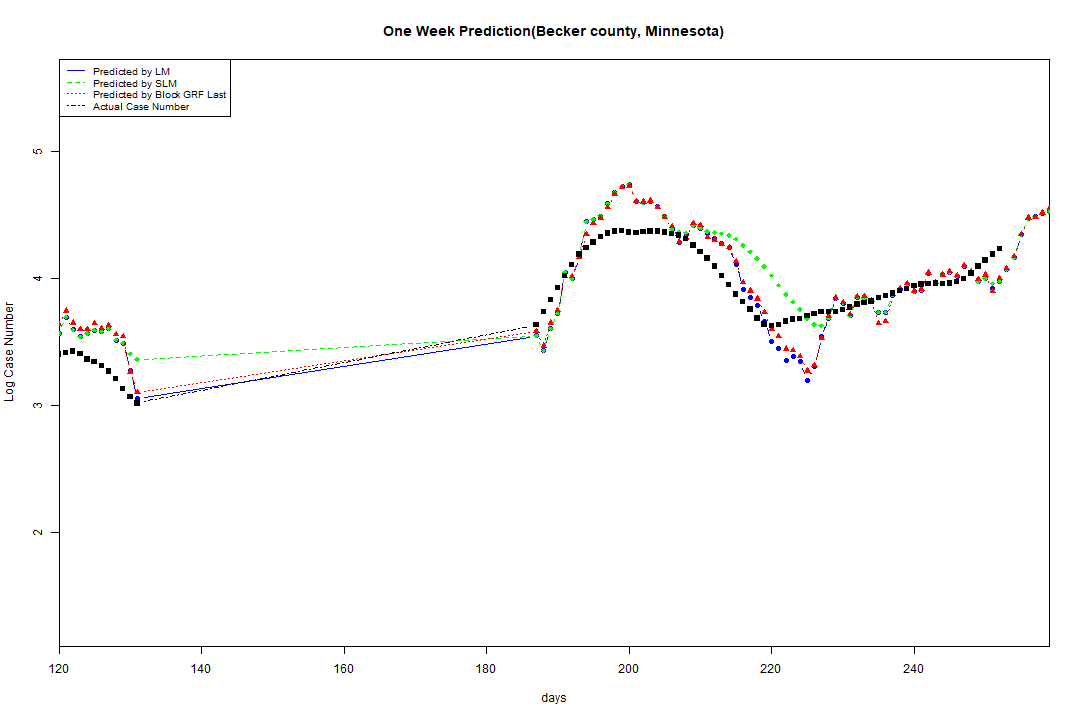 One Week Prediction(Becker county, Minnesota)
Predicted by LM
Predicted by SLM
Predicted by Block GRF Last
Actual Case Number
5
4
3
2
Log Case Number
120 140 160 180 200 220 240
days